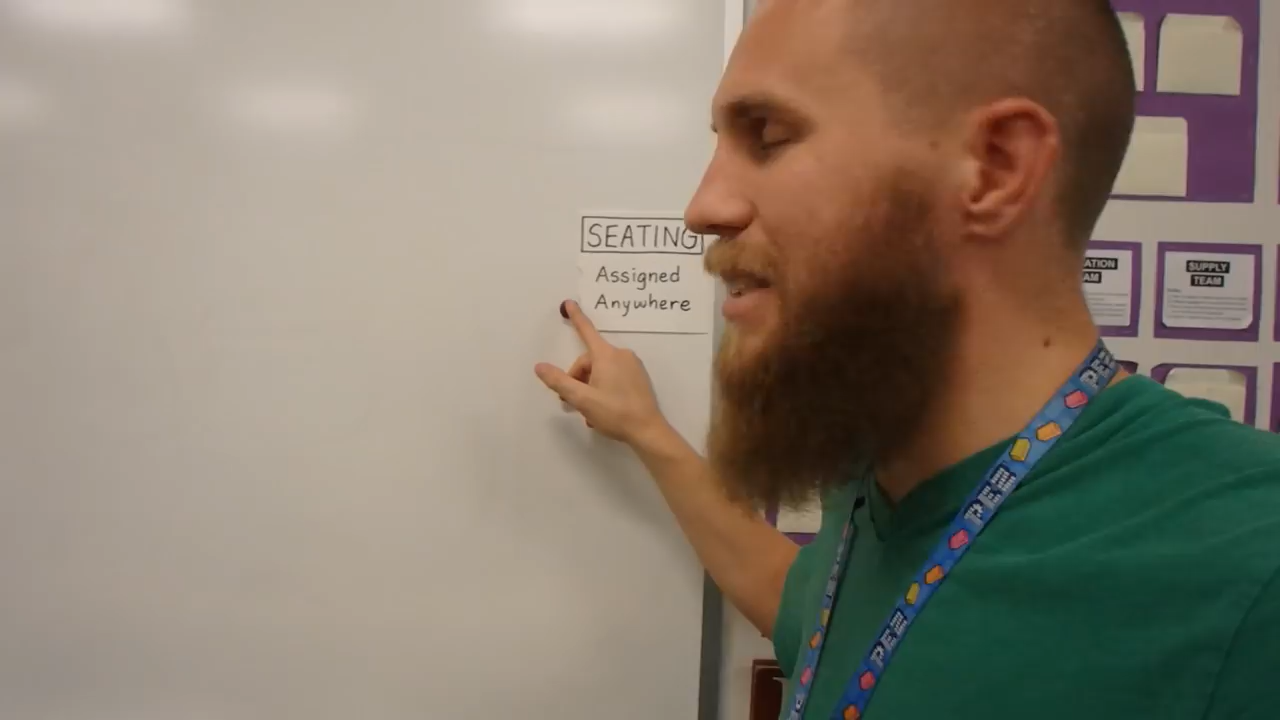 SEATING
Assigned
Anywhere
SUPPLY
TEAM
PEZ
PEZ
PEZ